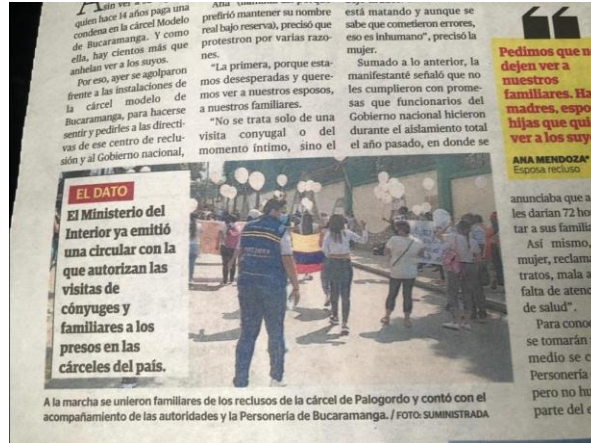 sin ver a su
quien hace 14 años paga una
condena en la cárcel Modelo
de Bucaramanga. Y como
ella, hay cientos más que
anhelan ver a los suyos.
Por eso, ayer se agolparon
frente a las instalaciones de
la cárcel modelo de
Bucaramanga, para hacerse
sentir y pedirles a las directi-
vas de ese centro de reclu-
sión y al Gobierno nacional,
prefirió mantener su nombre
real bajo reserva), precisó que
protestron por varias razo-
nes.
"La primera, porque esta-
mos desesperadas y quere-
mos ver a nuestros esposos,
a nuestros familiares.
"No se trata solo de una
visita conyugal o del
momento íntimo, sino el
está matando y aunque se
sabe que cometieron errores,
eso es inhumano", precisó la
mujer.
Sumado a lo anterior, la
manifestanté señaló que no
les cumplieron con prome-
sas que funcionarios del
Gobierno nacional hicieron
durante el aislamiento total
el año pasado, en donde se
Pedimos que n
dejen ver a
nuestros
familiares. Ha
madres, espo
hijas que qui
ver a los suyo
ANA MENDOZA*
Esposa recluso
anunciaba que a
les darían 72 ho
tar a sus familia
Así mismo,
mujer, reclama
tratos, mala a
falta de atenc
de salud".
Para cono
se tomarán
medio se c
Personería
pero no hu
parte del e
EL DATO
El Ministerio del
Interior ya emitió
una circular con la
que autorizan las
visitas de
cónyuges y
familiares a los
presos en las
cárceles del país.
A la marcha se unieron familiares de los reclusos de la cárcel de Palogordo y contó con el
acompañamiento de las autoridades y la Personería de Bucaramanga. / FOTO: SUMINISTRADA